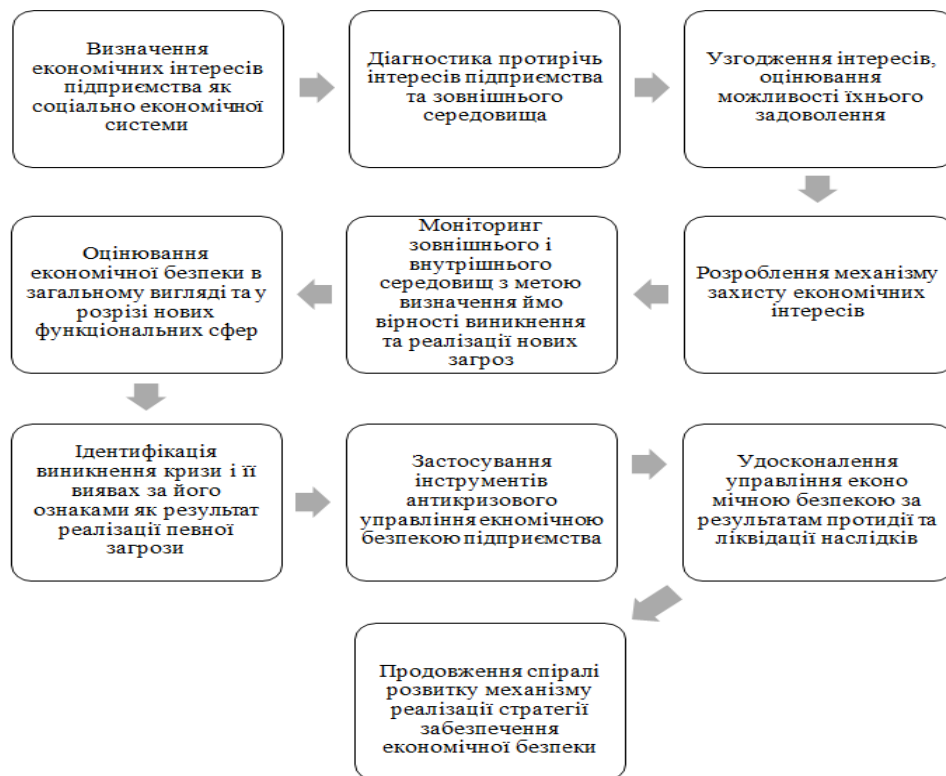 Визначення
економічних інтересів
підприємства як
соціально економічної
системи
Діагностика протирічь
інтересів підприємства
та зовнішнього
середовища
Узгодження інтересів,
оцінювання
можливості їхнього
задоволення
Розроблення механізму
захисту економічних
інтересів
Моніторинг
зовнішнього і
внутрішнього
середовищ з метою
визначення ймо
вірності виникнення
та реалізації нових
загроз
Оцінювання
економічної безпеки в
загальному вигляді та у
розрізі нових
функціональних сфер
Ідентифікація
виникнення кризи і її
виявах за його
ознаками як результат
реалізації певної
загрози
Застосування
інструментів
антикризового
управління екномічною
безпекою підприємства
Удосконалення
управління еконо
мічною безпекою за
результатам протидії та
ліквідації наслідків
Продовження спіралі
розвитку механізму
реалізації стратегії
забезпечення
економічної безпеки